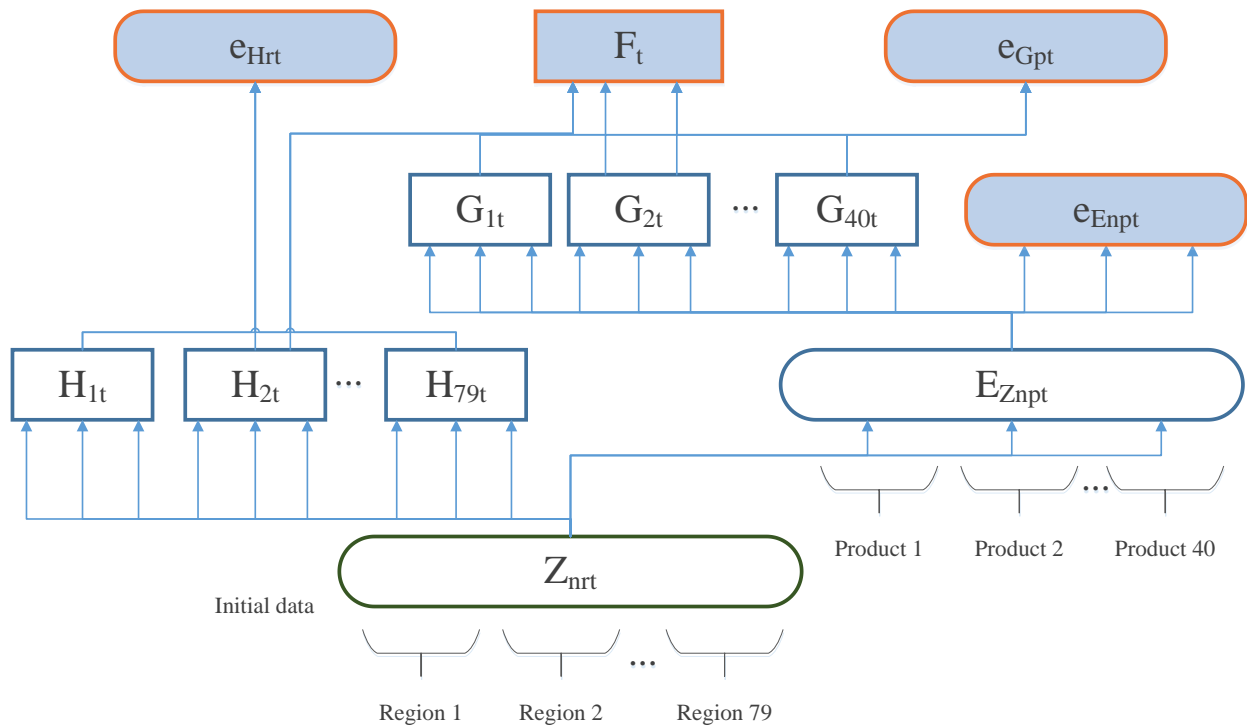 e_Hrt F_t e_Gpt
G_1t G_2t ... G_40t e_Enpt
H_1t H_2t ... H_79t E_Znpt
...
Product 1 Product 2 Product 40
Z_nrt
Initial data
...
Region 1 Region 2 Region 79